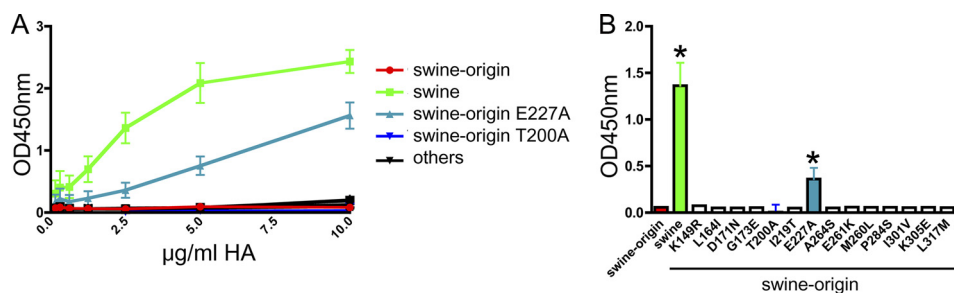 A
OD450nm
3
2
1
0
0.0
2.5
5.0
7.5
10.0
µg/ml HA
swine-origin
swine
swine-origin E227A
swine-origin T200A
others
B
OD450nm
2.0
1.5
1.0
0.5
0.0
*
*
swine-origin
swine
K149R
L164I
D171N
G173E
T200A
I219T
E227A
A264S
E261K
M260L
P284S
I301V
K305E
L317M
swine-origin